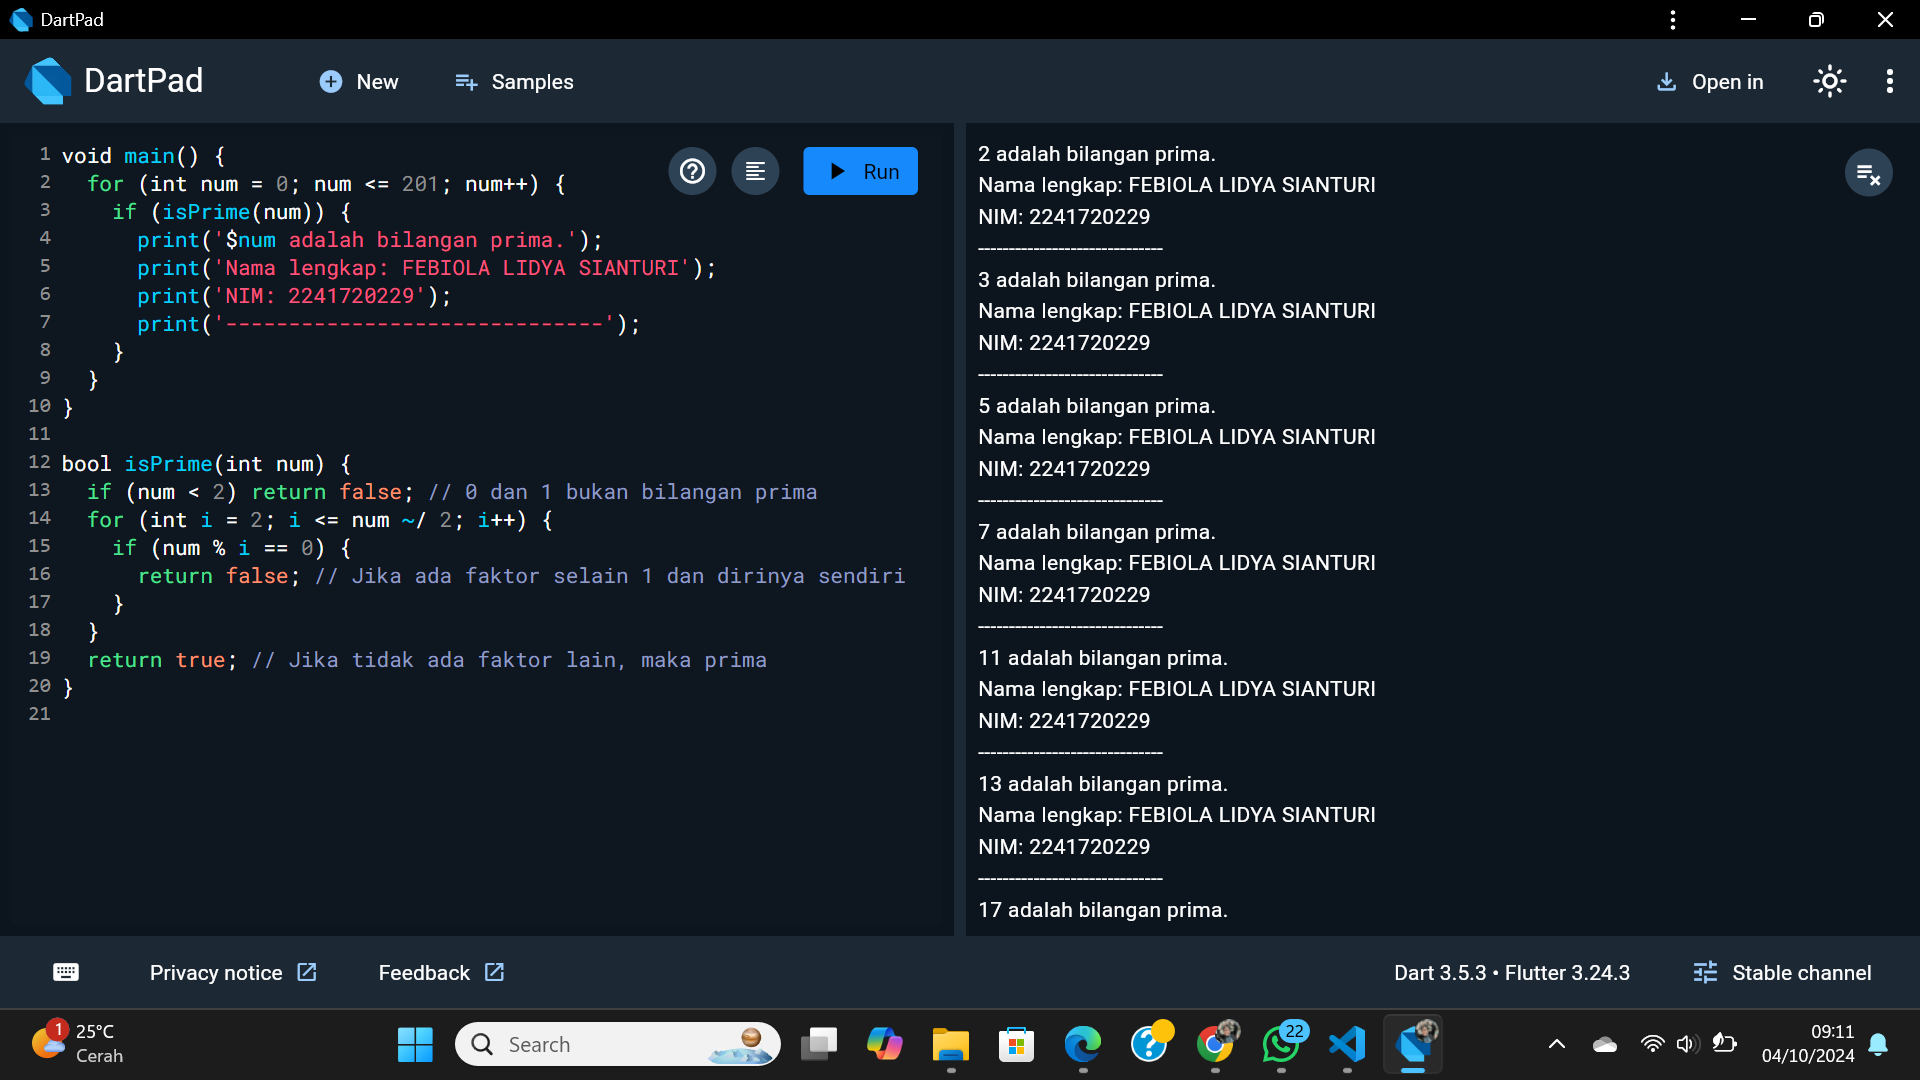 DartPad
DartPad
New
Samples
Open in
1 void main() {
2   for (int num = 0; num <= 201; num++) {
3     if (isPrime(num)) {
4       print('$num adalah bilangan prima.');
5       print('Nama lengkap: FEBIOLA LIDYA SIANTURI');
6       print('NIM: 2241720229');
7       print('------------------------------');
8     }
9   }
10 }
11
12 bool isPrime(int num) {
13   if (num < 2) return false; // 0 dan 1 bukan bilangan prima
14   for (int i = 2; i <= num ~/ 2; i++) {
15     if (num % i == 0) {
16       return false; // Jika ada faktor selain 1 dan dirinya sendiri
17     }
18   }
19   return true; // Jika tidak ada faktor lain, maka prima
20 }
21
Run
2 adalah bilangan prima.
Nama lengkap: FEBIOLA LIDYA SIANTURI
NIM: 2241720229
------------------------------
3 adalah bilangan prima.
Nama lengkap: FEBIOLA LIDYA SIANTURI
NIM: 2241720229
------------------------------
5 adalah bilangan prima.
Nama lengkap: FEBIOLA LIDYA SIANTURI
NIM: 2241720229
------------------------------
7 adalah bilangan prima.
Nama lengkap: FEBIOLA LIDYA SIANTURI
NIM: 2241720229
------------------------------
11 adalah bilangan prima.
Nama lengkap: FEBIOLA LIDYA SIANTURI
NIM: 2241720229
------------------------------
13 adalah bilangan prima.
Nama lengkap: FEBIOLA LIDYA SIANTURI
NIM: 2241720229
------------------------------
17 adalah bilangan prima.
Privacy notice
Feedback
Dart 3.5.3 • Flutter 3.24.3
Stable channel
1
25°C
Cerah
Search
22
09:11
04/10/2024